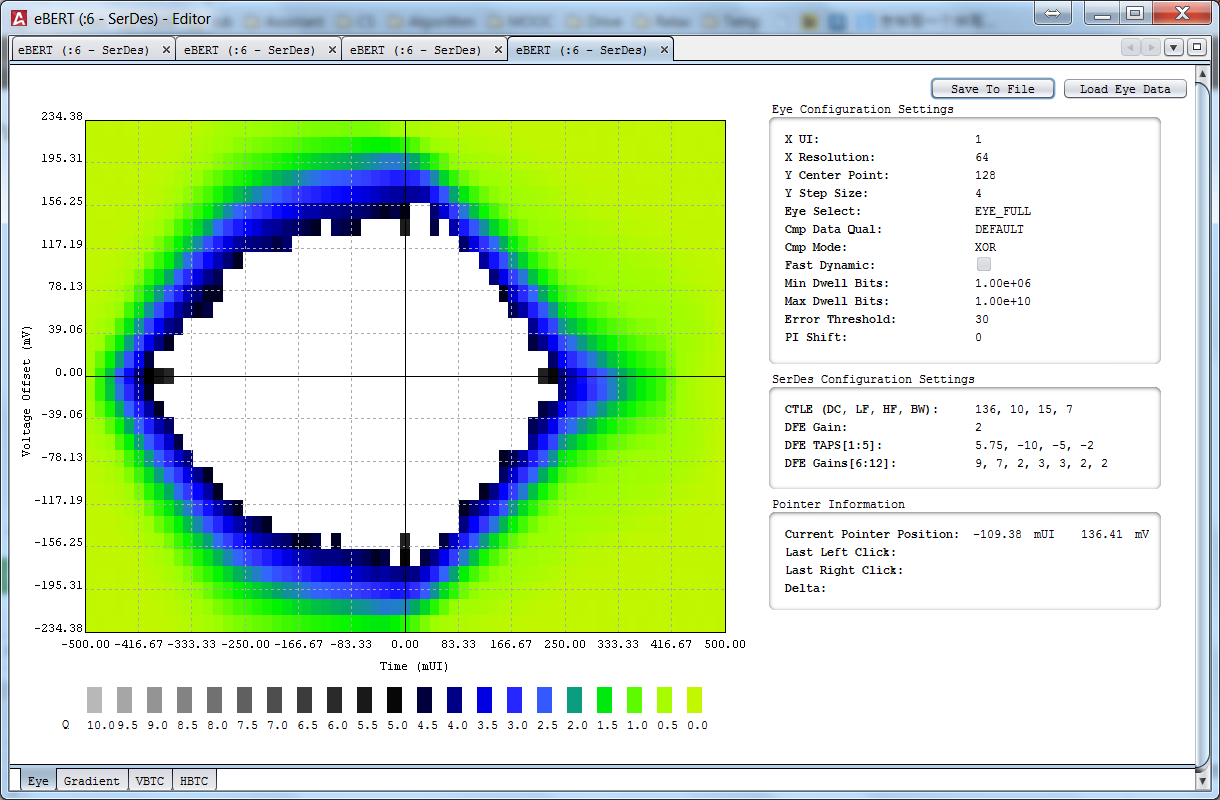 eBERT (:6 - SerDes) - Editor
eBERT (:6 - SerDes) eBERT (:6 - SerDes) eBERT (:6 - SerDes) eBERT (:6 - SerDes)
Save To File Load Eye Data
Eye Configuration Settings
X UI: 1
X Resolution: 64
Y Center Point: 128
Y Step Size: 4
Eye Select: EYE_FULL
Cmp Data Qual: DEFAULT
Cmp Mode: XOR
Fast Dynamic:
Min Dwell Bits: 1.00e+06
Max Dwell Bits: 1.00e+10
Error Threshold: 30
PI Shift: 0
SerDes Configuration Settings
CTLE (DC, LF, HF, BW): 136, 10, 15, 7
DFE Gain: 2
DFE TAPS[1:5]: 5.75, -10, -5, -2
DFE Gains[6:12]: 9, 7, 2, 3, 3, 2, 2
Pointer Information
Current Pointer Position: -109.38 mUI 136.41 mV
Last Left Click:
Last Right Click:
Delta:
Voltage Offset (mV)
234.38
195.31
156.25
117.19
78.13
39.06
0.00
-39.06
-78.13
-117.19
-156.25
-195.31
-234.38
-500.00 -416.67 -333.33 -250.00 -166.67 -83.33 0.00 83.33 166.67 250.00 333.33 416.67 500.00
Time (mUI)
Q 10.0 9.5 9.0 8.5 8.0 7.5 7.0 6.5 6.0 5.5 5.0 4.5 4.0 3.5 3.0 2.5 2.0 1.5 1.0 0.5 0.0
Eye Gradient VBTC HBTC